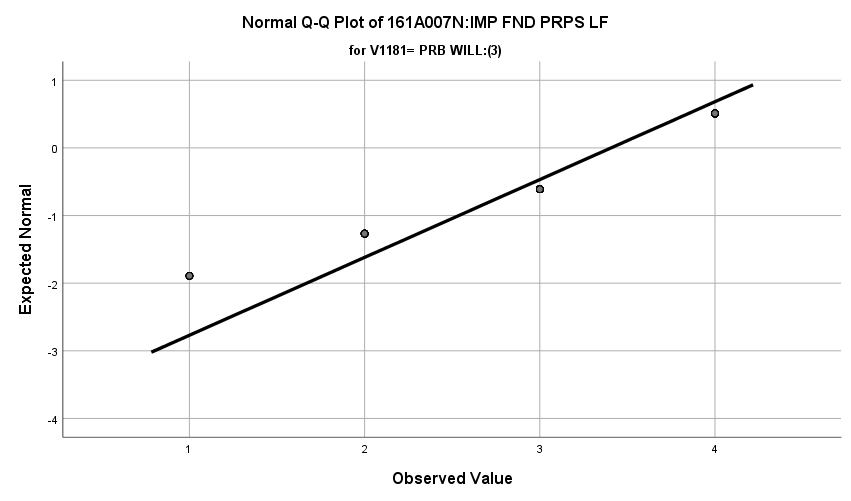 Normal Q-Q Plot of 161A007N:IMP FND PRPS LF
for V1181= PRB WILL:(3)
Expected Normal
1
0
-1
-2
-3
-4
1 2 3 4
Observed Value